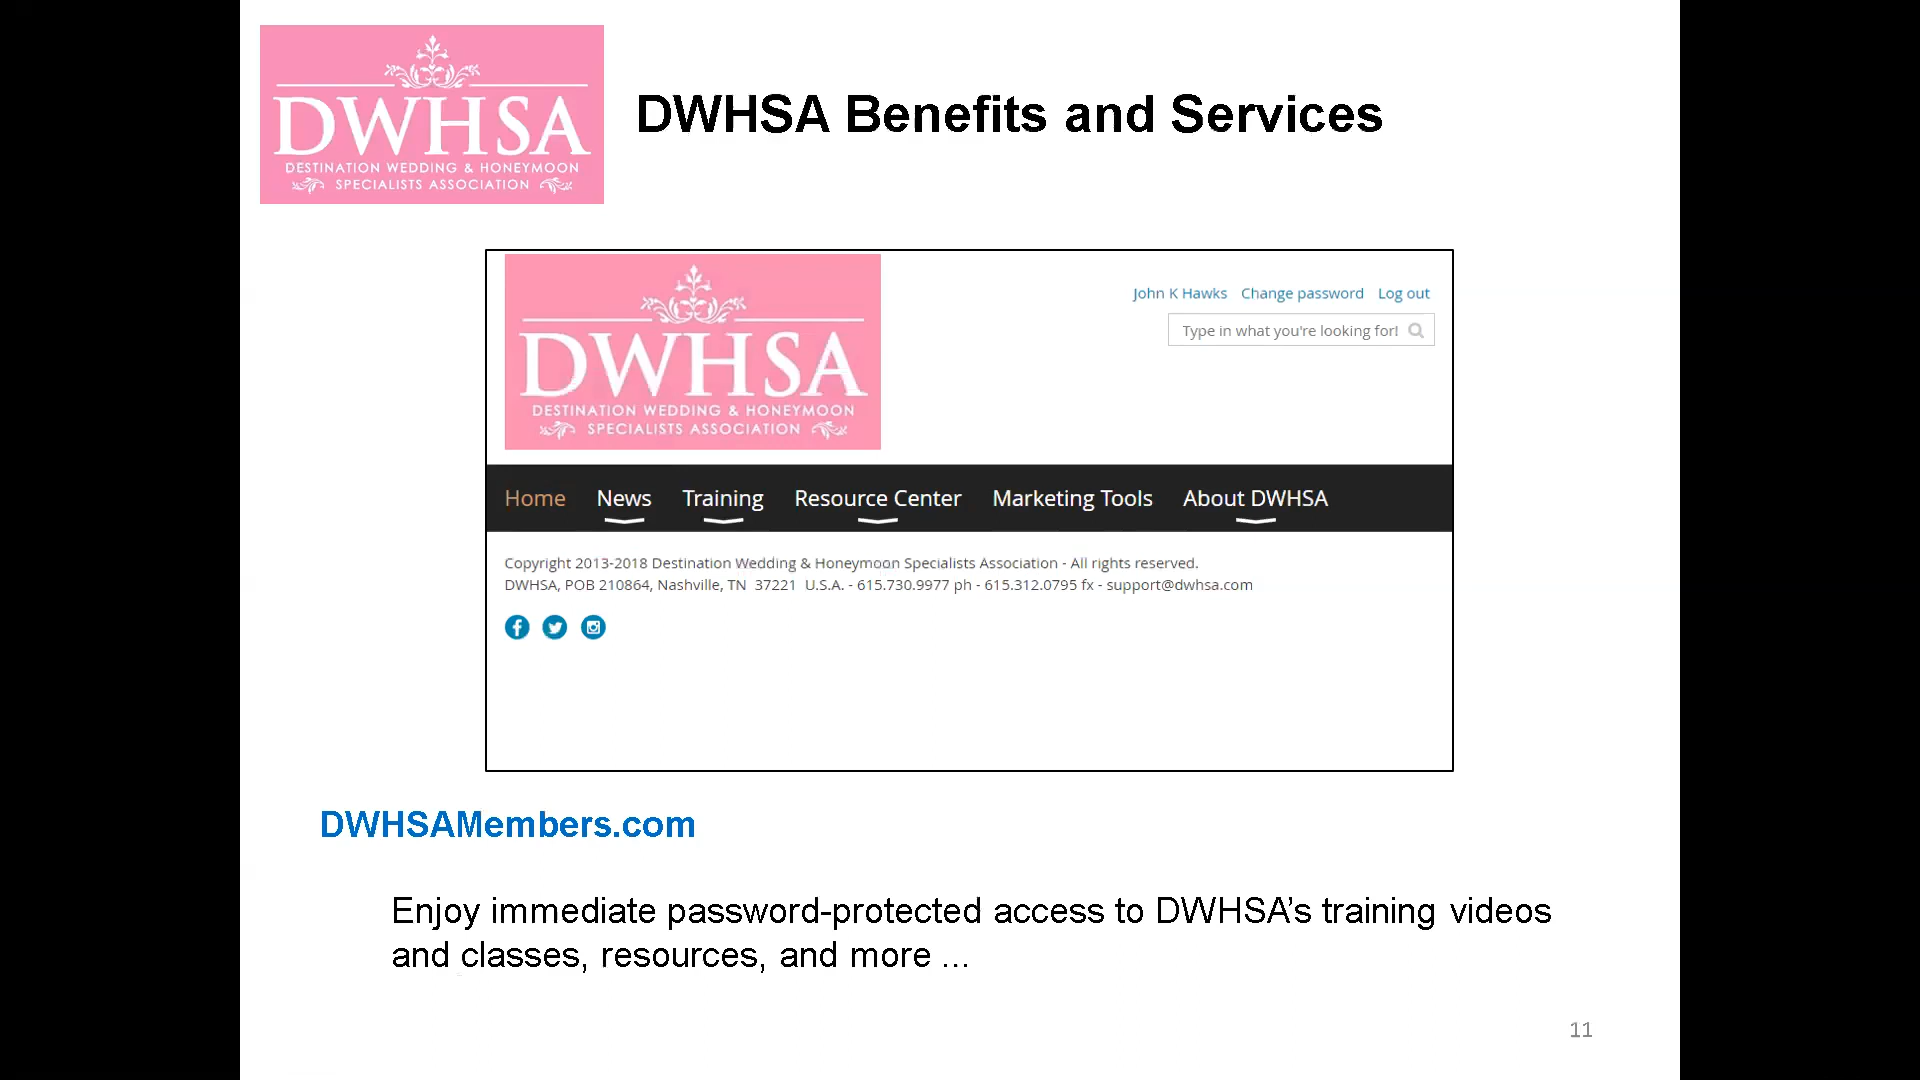 DWHSA
DESTINATION WEDDING & HONEYMOON
SPECIALISTS ASSOCIATION
DWHSA Benefits and Services
DWHSA
DESTINATION WEDDING & HONEYMOON
SPECIALISTS ASSOCIATION
John K Hawks Change password Log out
Type in what you're looking for!
Home News Training Resource Center Marketing Tools About DWHSA
Copyright 2013-2018 Destination Wedding & Honeymoon Specialists Association - All rights reserved.
DWHSA, POB 210864, Nashville, TN 37221 U.S.A. - 615.730.9977 ph - 615.312.0795 fx - support@dwhsa.com
DWHSAMembers.com
Enjoy immediate password-protected access to DWHSA’s training videos
and classes, resources, and more ...
11